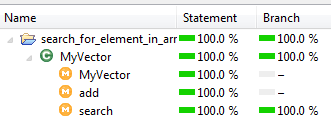 Name Statement Branch
search_for_element_in_arr 100.0 % 100.0 %
C MyVector 100.0 % 100.0 %
M MyVector 100.0 % –
M add 100.0 % –
M search 100.0 % 100.0 %